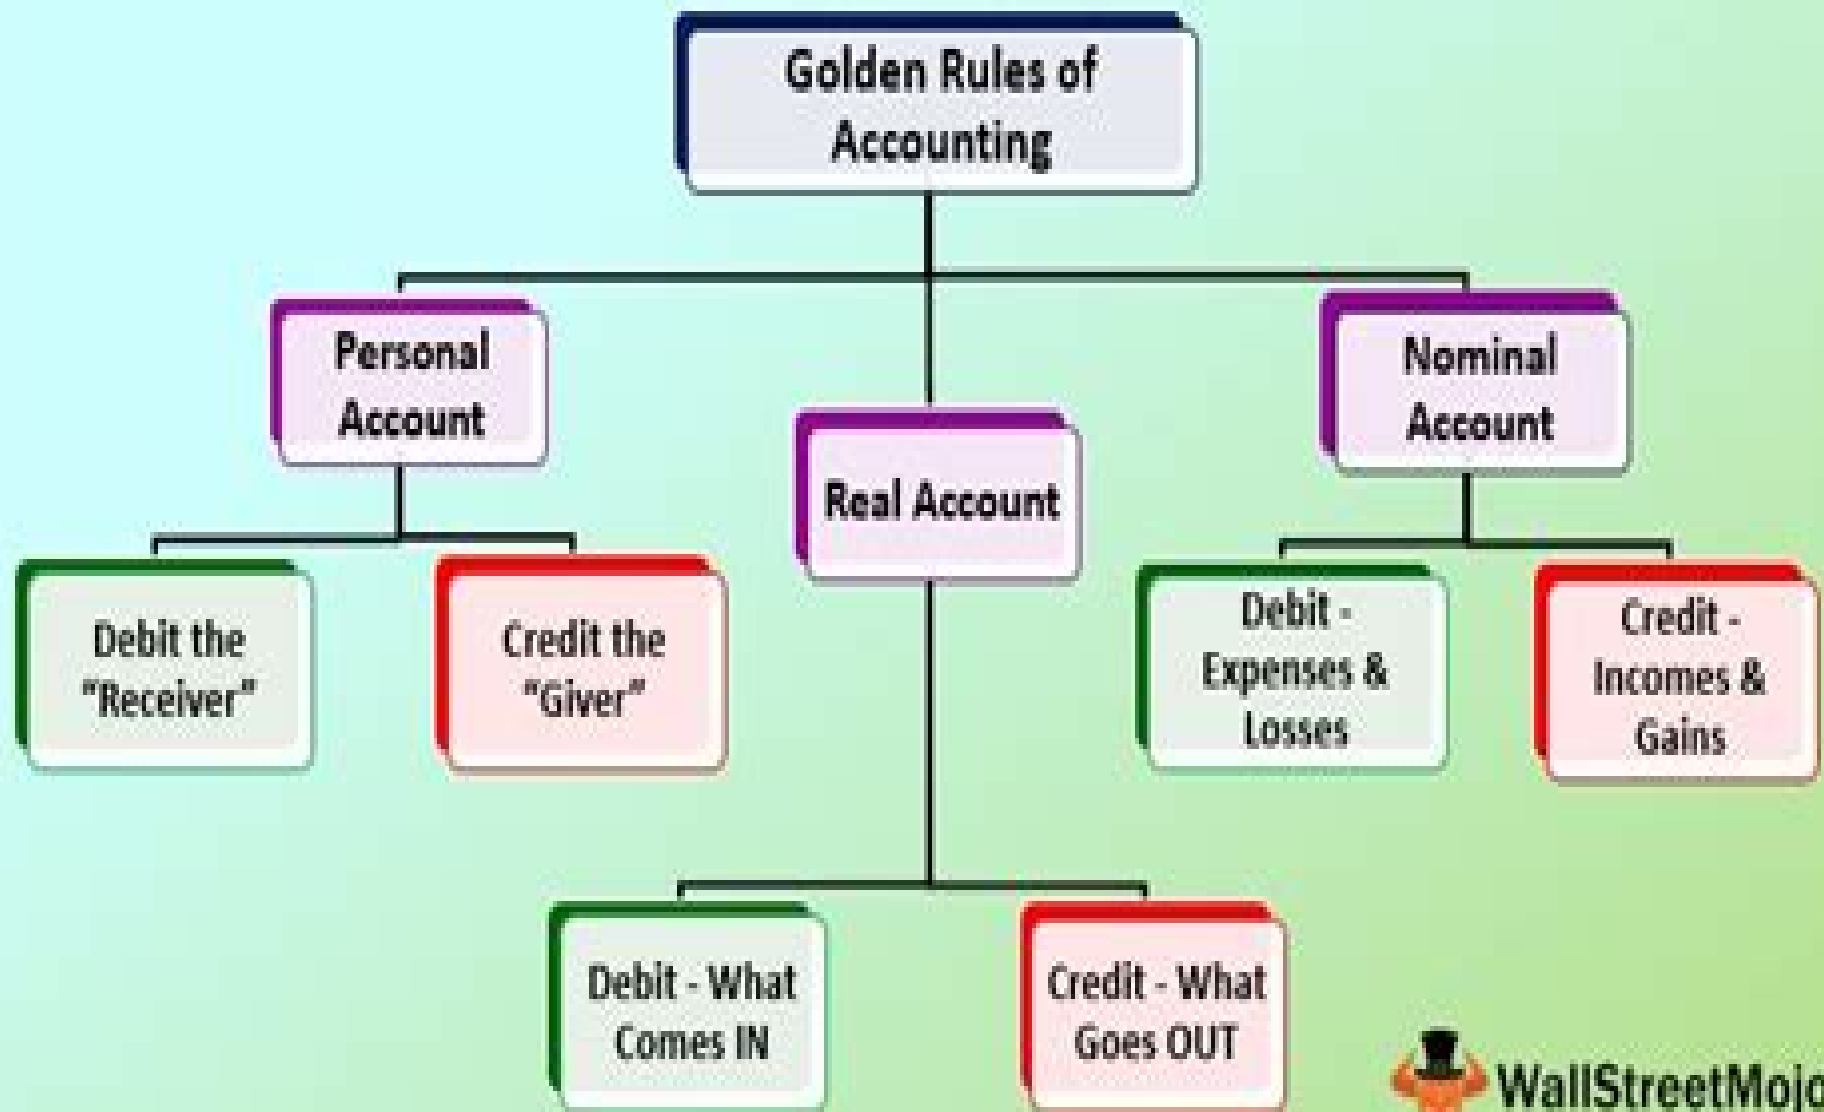 Golden Rules of
Accounting
Personal
Account
Real Account
Nominal
Account
Debit the
“Receiver”
Credit the
“Giver”
Debit -
Expenses &
Losses
Credit -
Incomes &
Gains
Debit - What
Comes IN
Credit - What
Goes OUT
WallStreetMojo